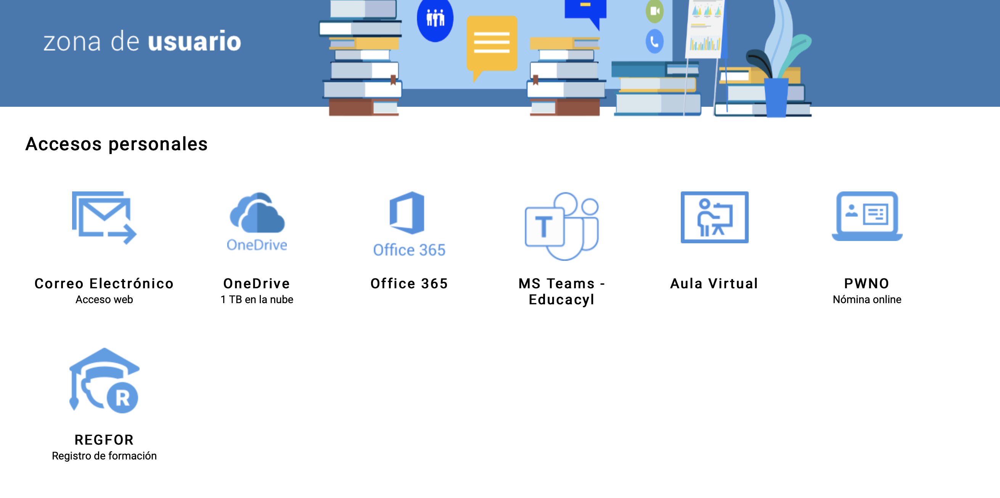 zona de usuario
Accesos personales
OneDrive
Office 365
T
Correo Electrónico
Acceso web
OneDrive
1 TB en la nube
Office 365
MS Teams -
Educacyl
Aula Virtual
PWNO
Nómina online
R
REGFOR
Registro de formación